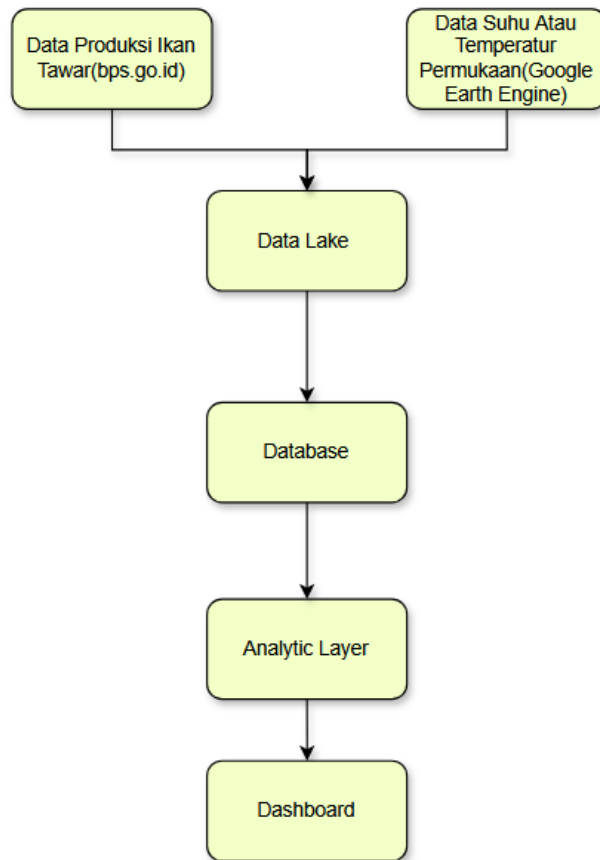 Data Produksi Ikan
Tawar(bps.go.id)
Data Suhu Atau
Temperatur
Permukaan(Google
Earth Engine)
Data Lake
Database
Analytic Layer
Dashboard